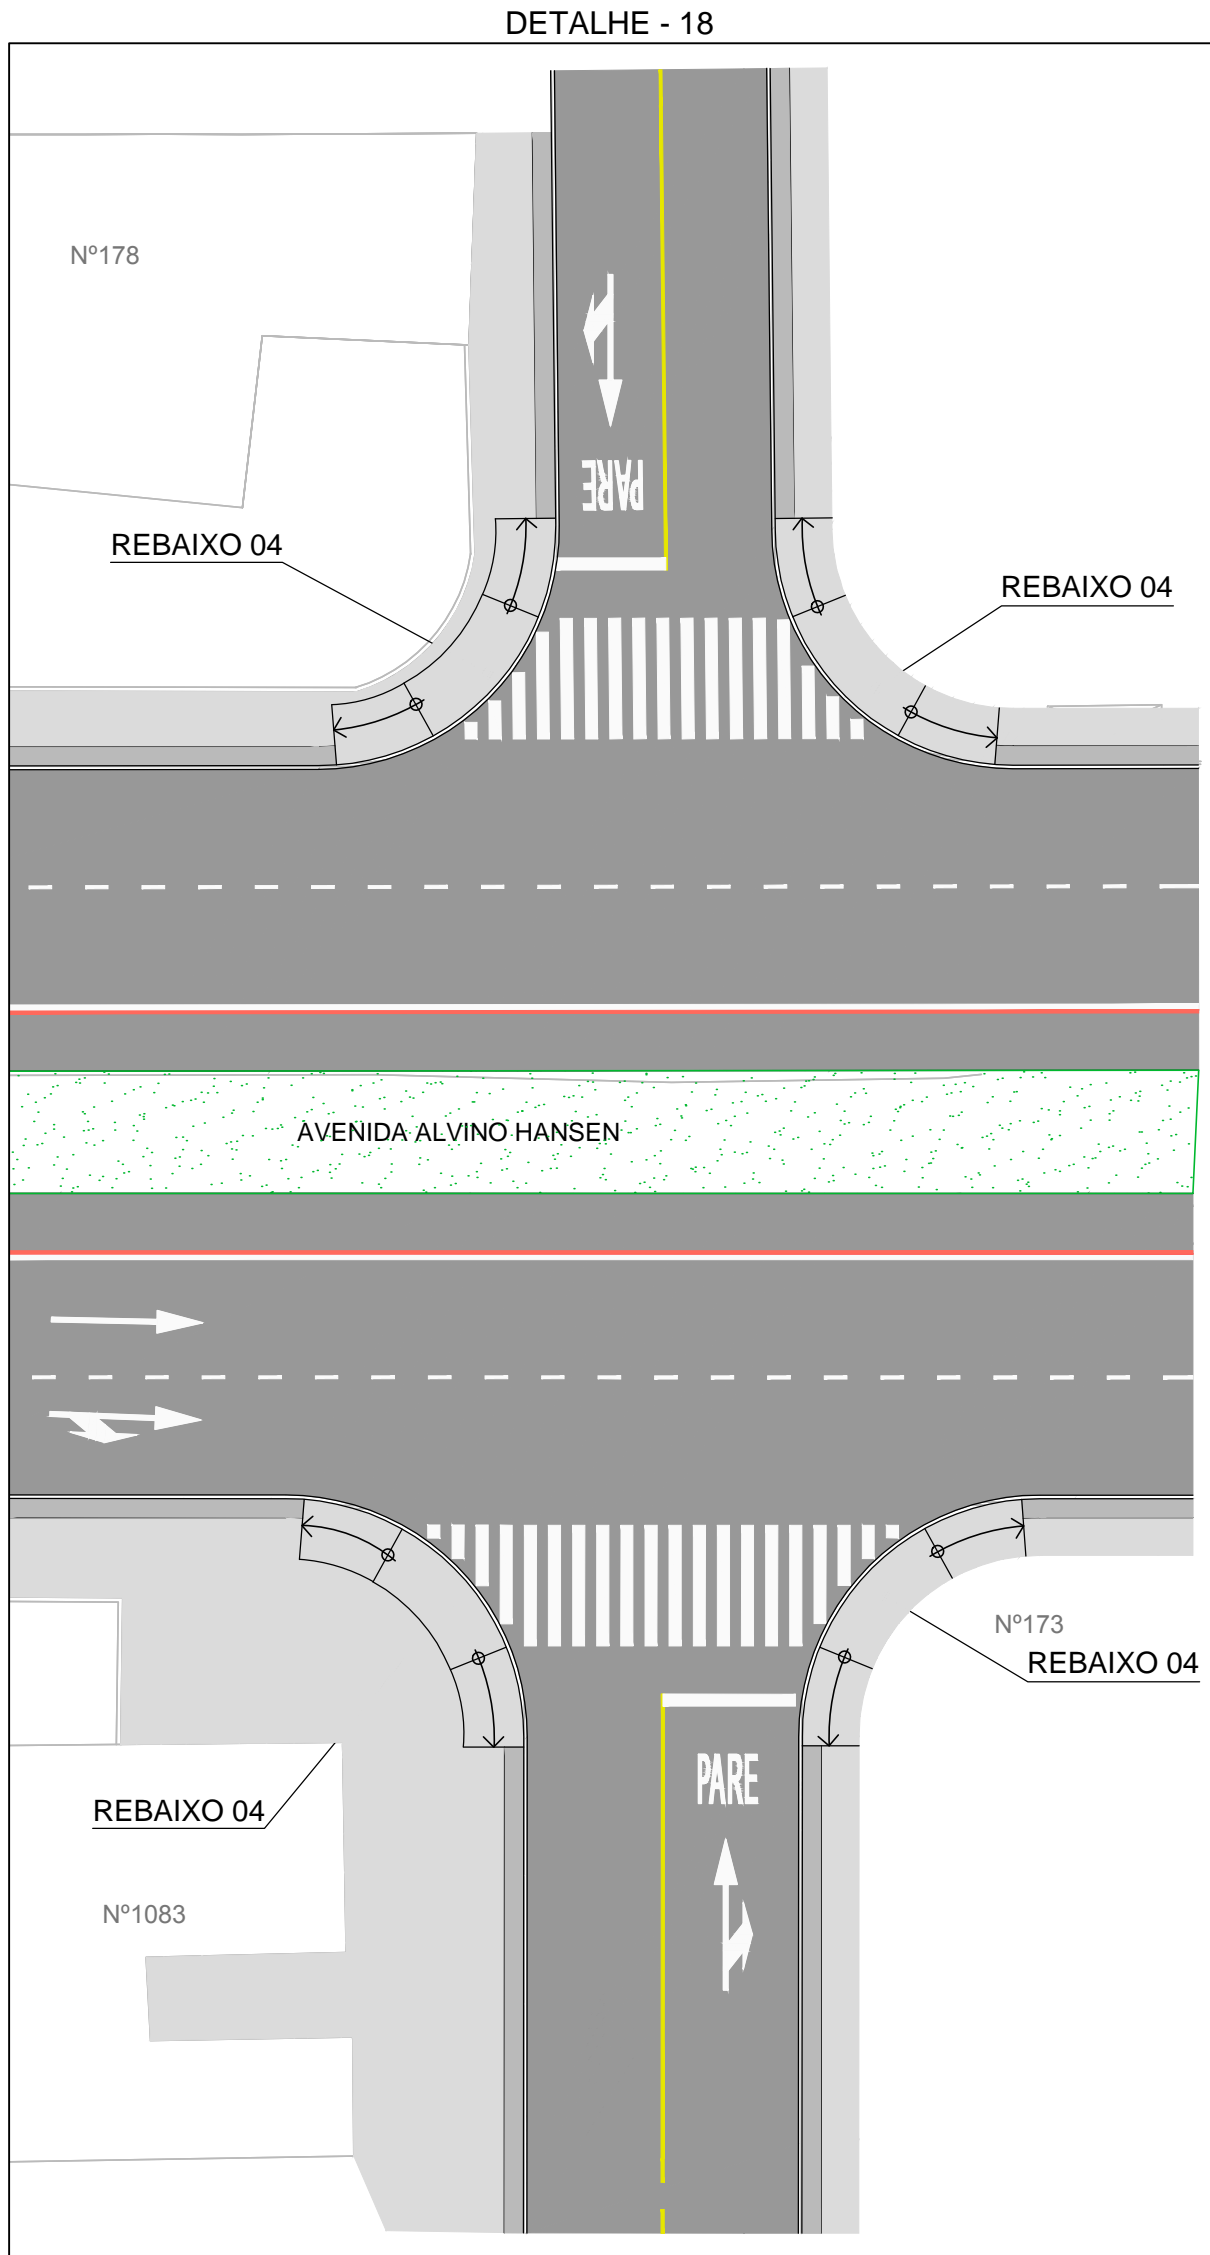 DETALHE - 18
Nº178
PARE
REBAIXO 04
REBAIXO 04
AVENIDA ALVINO HANSEN
Nº173
REBAIXO 04
PARE
REBAIXO 04
Nº1083